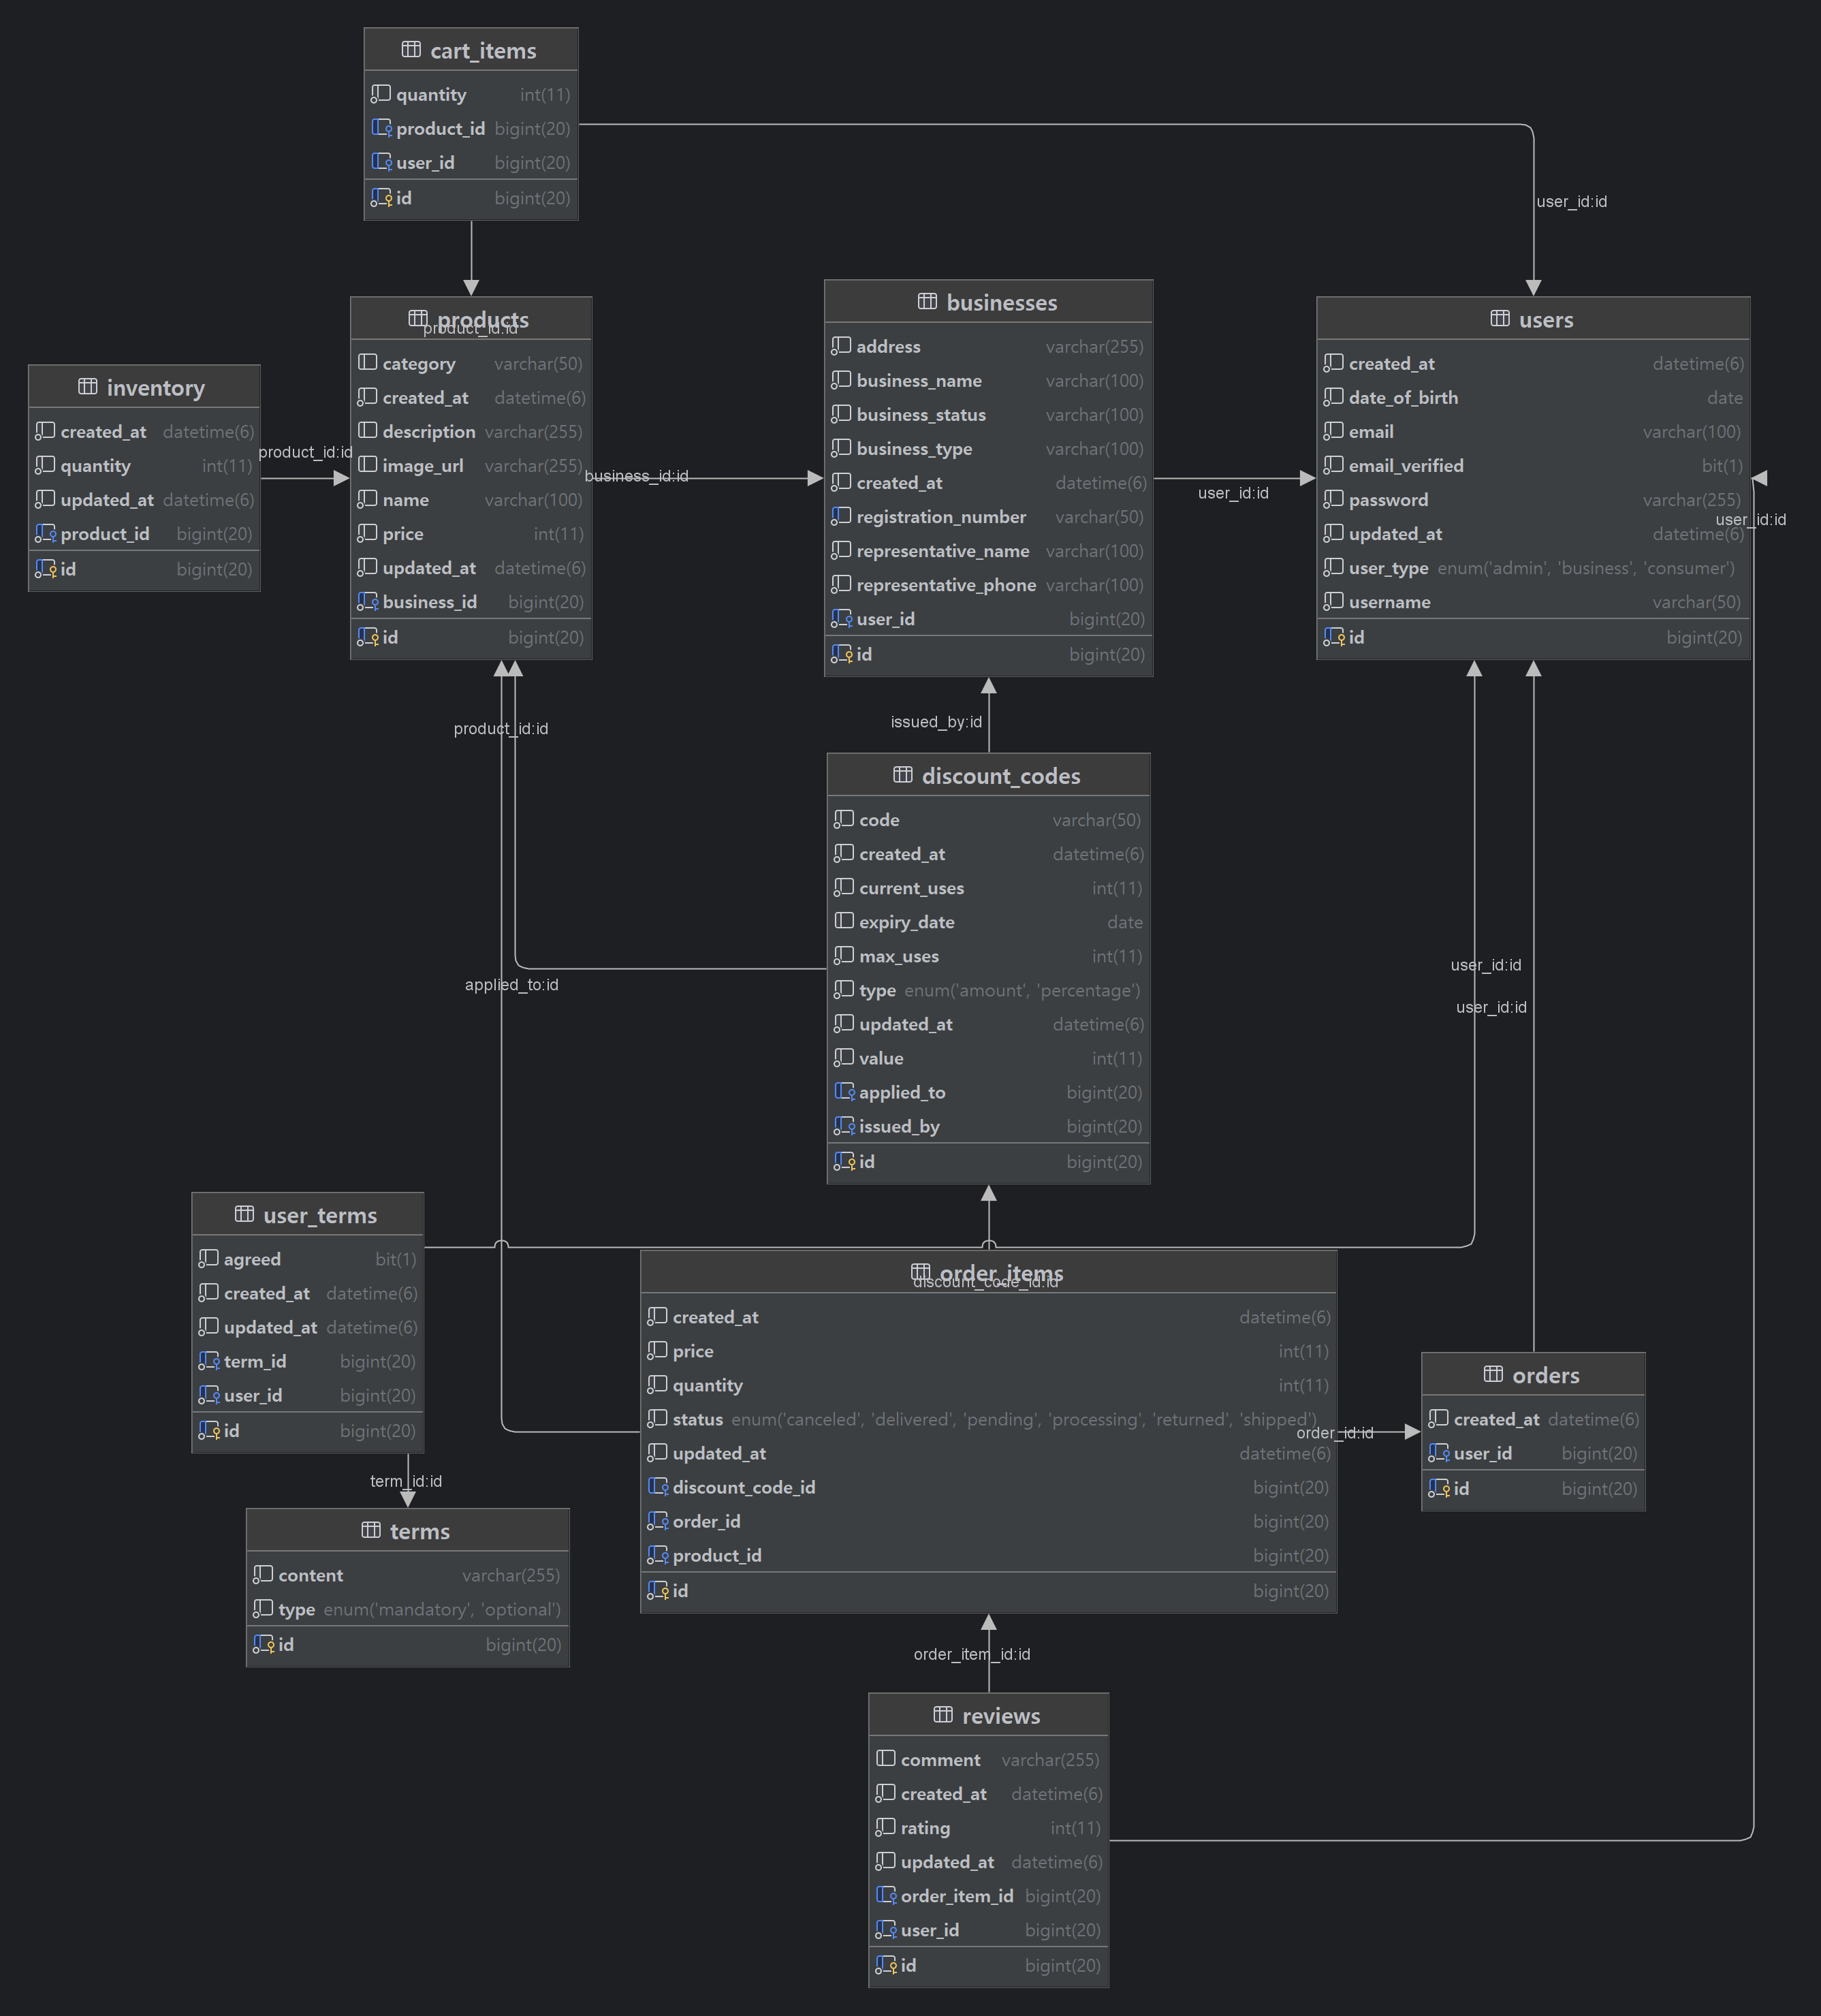 cart_items
quantity int(11)
product_id bigint(20)
user_id bigint(20)
id bigint(20)
user_id:id
products
product_id:id
category varchar(50)
created_at datetime(6)
description varchar(255)
image_url varchar(255)
name varchar(100)
price int(11)
updated_at datetime(6)
business_id bigint(20)
id bigint(20)
inventory
created_at datetime(6)
quantity int(11)
updated_at datetime(6)
product_id bigint(20)
id bigint(20)
product_id:id
business_id:id
businesses
address varchar(255)
business_name varchar(100)
business_status varchar(100)
business_type varchar(100)
created_at datetime(6)
registration_number varchar(50)
representative_name varchar(100)
representative_phone varchar(100)
user_id bigint(20)
id bigint(20)
user_id:id
users
created_at datetime(6)
date_of_birth date
email varchar(100)
email_verified bit(1)
password varchar(255)
updated_at datetime(6)
user_type enum('admin', 'business', 'consumer')
username varchar(50)
id bigint(20)
user_id:id
issued_by:id
product_id:id
discount_codes
code varchar(50)
created_at datetime(6)
current_uses int(11)
expiry_date date
max_uses int(11)
type enum('amount', 'percentage')
updated_at datetime(6)
value int(11)
applied_to bigint(20)
issued_by bigint(20)
id bigint(20)
applied_to:id
user_id:id
user_id:id
user_terms
agreed bit(1)
created_at datetime(6)
updated_at datetime(6)
term_id bigint(20)
user_id bigint(20)
id bigint(20)
term_id:id
terms
content varchar(255)
type enum('mandatory', 'optional')
id bigint(20)
order_items
discount_code_id:id
created_at datetime(6)
price int(11)
quantity int(11)
status enum('canceled', 'delivered', 'pending', 'processing', 'returned', 'shipped')
updated_at datetime(6)
discount_code_id bigint(20)
order_id bigint(20)
product_id bigint(20)
id bigint(20)
order_id:id
orders
created_at datetime(6)
user_id bigint(20)
id bigint(20)
order_item_id:id
reviews
comment varchar(255)
created_at datetime(6)
rating int(11)
updated_at datetime(6)
order_item_id bigint(20)
user_id bigint(20)
id bigint(20)